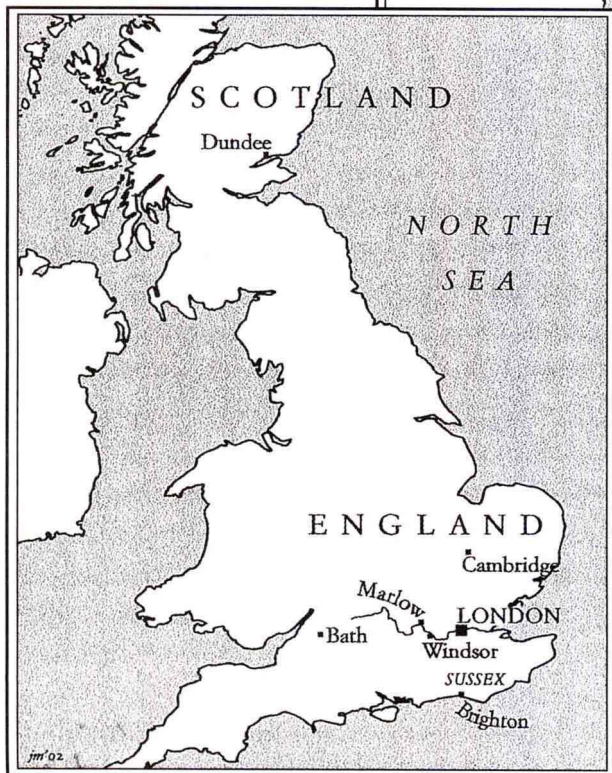 SCOTLAND
Dundee
NORTH
SEA
ENGLAND
Cambridge
Marlow
LONDON
Bath
Windsor
SUSSEX
Brighton
jm'02